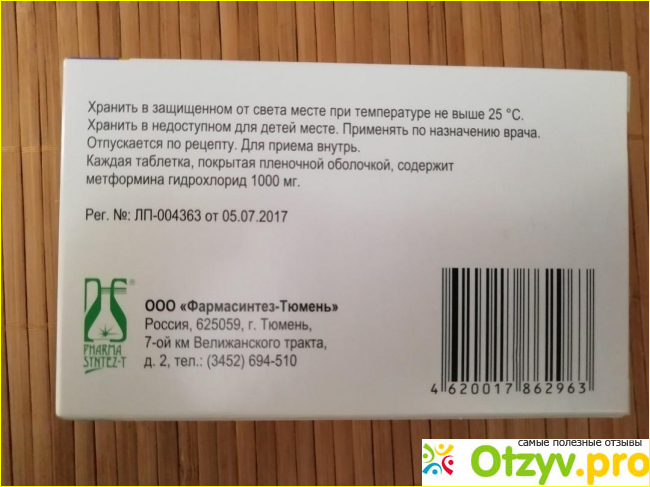 Хранить в защищенном от света месте при температуре не выше 25 °C.
Хранить в недоступном для детей месте. Применять по назначению врача.
Отпускается по рецепту. Для приема внутрь.
Каждая таблетка, покрытая пленочной оболочкой, содержит
метформина гидрохлорид 1000 мг.
Рег. №: ЛП-004363 от 05.07.2017
®
PHARMA
SINTEZ-T
ООО «Фармасинтез-Тюмень»
Россия, 625059, г. Тюмень,
7-ой км Велижанского тракта,
д. 2, тел.: (3452) 694-510
4 620017 862963
самые полезные отзывы
Otzyv.pro